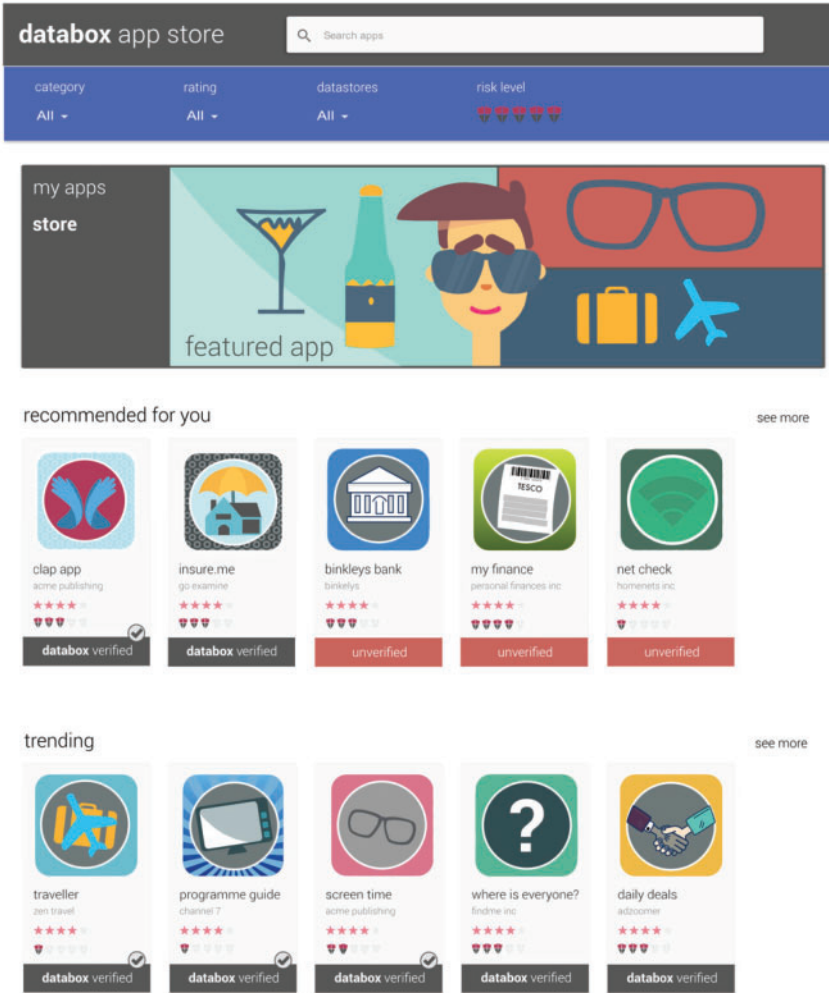 databox app store
Search apps
category rating datastores risk level
All All All
my apps
store
featured app
recommended for you see more
TESCO
clap app insure.me binkleys bank my finance net check
acme publishing go examine binkelys personal finances inc homenets inc
databox verified databox verified unverified unverified unverified
trending see more
?
traveller programme guide screen time where is everyone? daily deals
zen travel channel 7 acme publishing findme inc adzoomer
databox verified databox verified databox verified databox verified databox verified